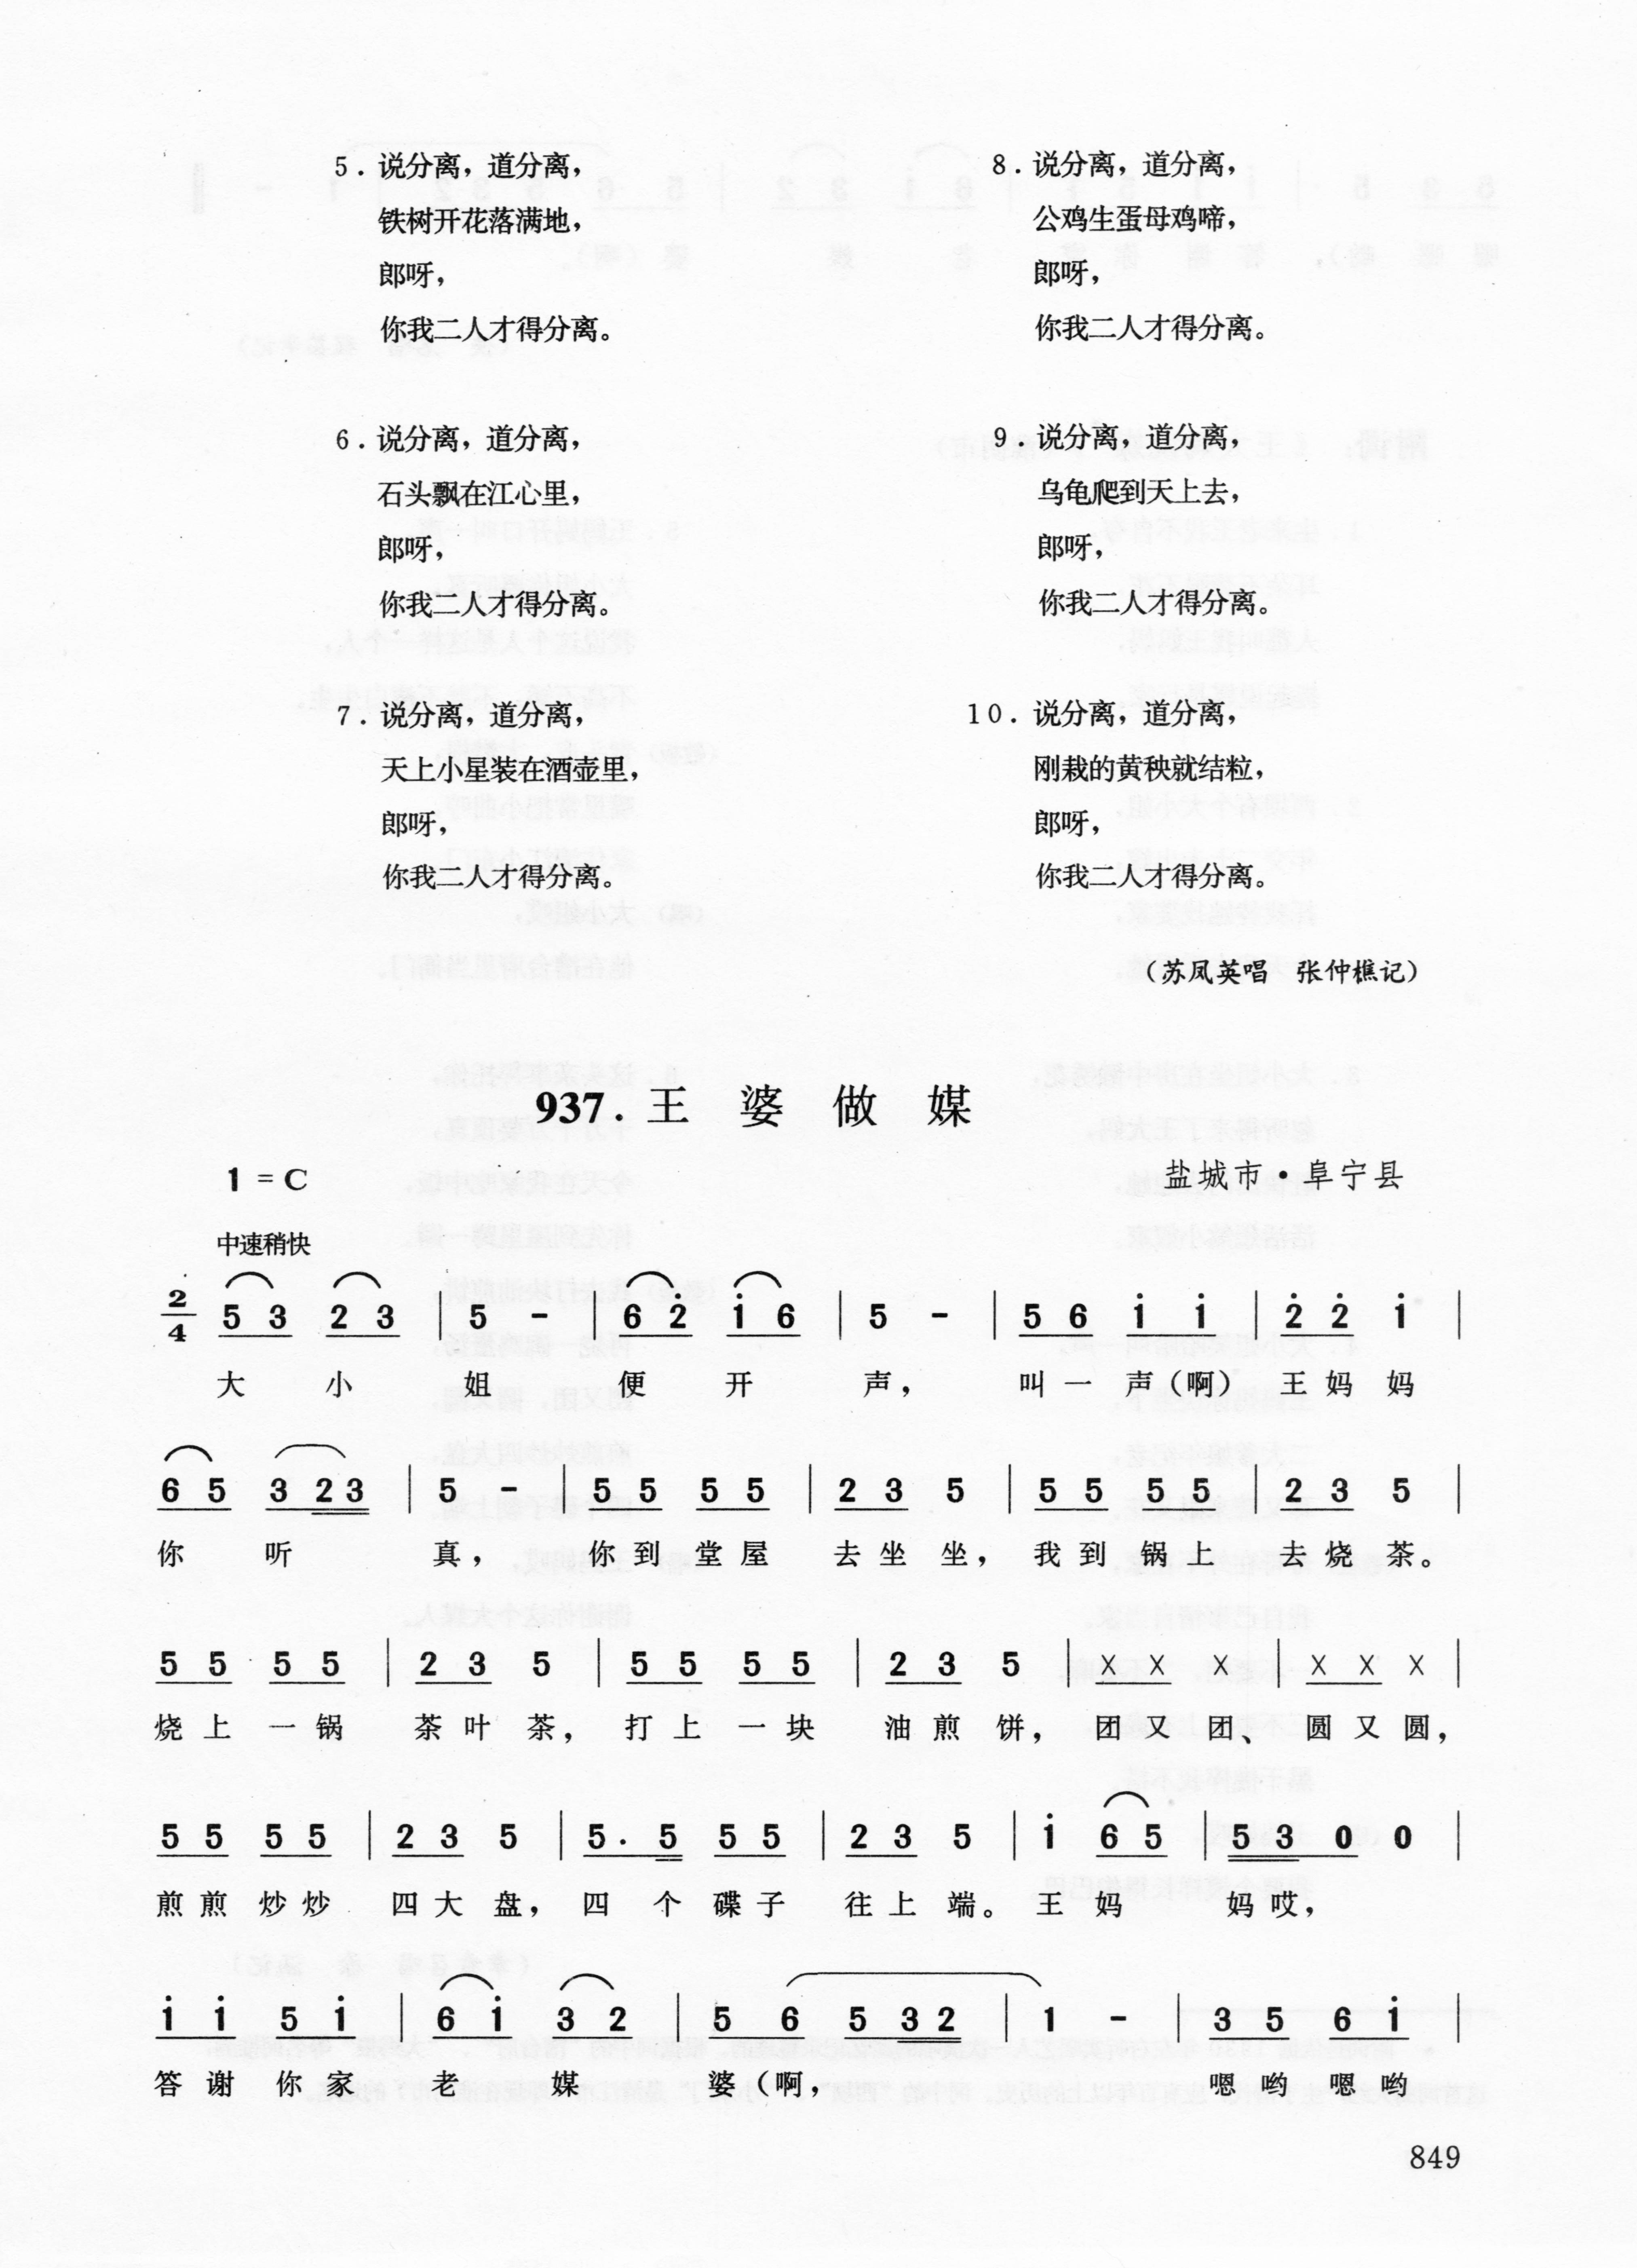 5．说分离，道分离，
铁树开花落满地，
郎呀，
你我二人才得分离。
6．说分离，道分离，
石头飘在江心里，
郎呀，
你我二人才得分离。
7．说分离，道分离，
天上小星装在酒壶里，
郎呀，
你我二人才得分离。
8．说分离，道分离，
公鸡生蛋母鸡啼，
郎呀，
你我二人才得分离。
9．说分离，道分离，
乌龟爬到天上去，
郎呀，
你我二人才得分离。
10．说分离，道分离，
刚栽的黄秧就结粒，
郎呀，
你我二人才得分离。
（苏凤英唱 张仲樵记）
937．王 婆 做 媒
1 = C 盐城市·阜宁县
中速稍快
2/4 5 3 2 3 | 5 - | 6 2̇ 1̇ 6 | 5 - | 5 6 1̇ 1̇ | 2̇ 2̇ 1̇ |
大 小 姐 便 开 声， 叫 一 声（啊） 王 妈 妈
6 5 3 2 3 | 5 - | 5 5 5 5 | 2 3 5 | 5 5 5 5 | 2 3 5 |
你 听 真， 你 到 堂 屋 去 坐 坐， 我 到 锅 上 去 烧 茶。
5 5 5 5 | 2 3 5 | 5 5 5 5 | 2 3 5 | X X X | X X X |
烧 上 一 锅 茶 叶 茶， 打 上 一 块 油 煎 饼， 团 又 团、 圆 又 圆，
5 5 5 5 | 2 3 5 | 5 . 5 5 5 | 2 3 5 | 1̇ 6 5 | 5 3 0 0 |
煎 煎 炒 炒 四 大 盘， 四 个 碟 子 往 上 端。 王 妈 妈 哎，
1̇ 1̇ 5 1̇ | 6 1̇ 3 2 | 5 6 5 3 2 | 1 - | 3 5 6 1̇ |
答 谢 你 家 老 媒 婆（啊， 嗯 哟 嗯 哟
849